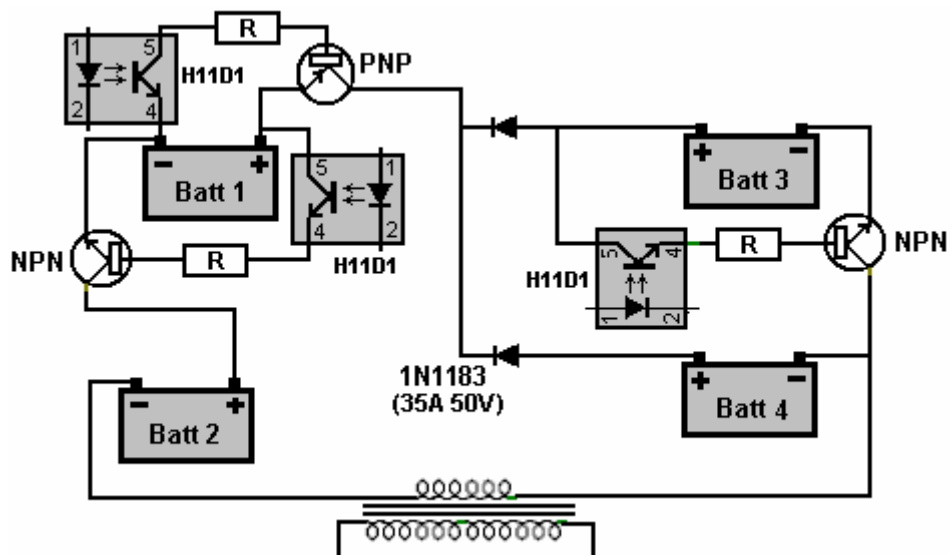 R
PNP
1
5
H11D1
2
4
- +
Batt 1
5
1
4
2
H11D1
+ -
Batt 3
NPN
R
R
NPN
H11D1
5
4
1
2
1N1183
(35A 50V)
- +
Batt 2
+ -
Batt 4